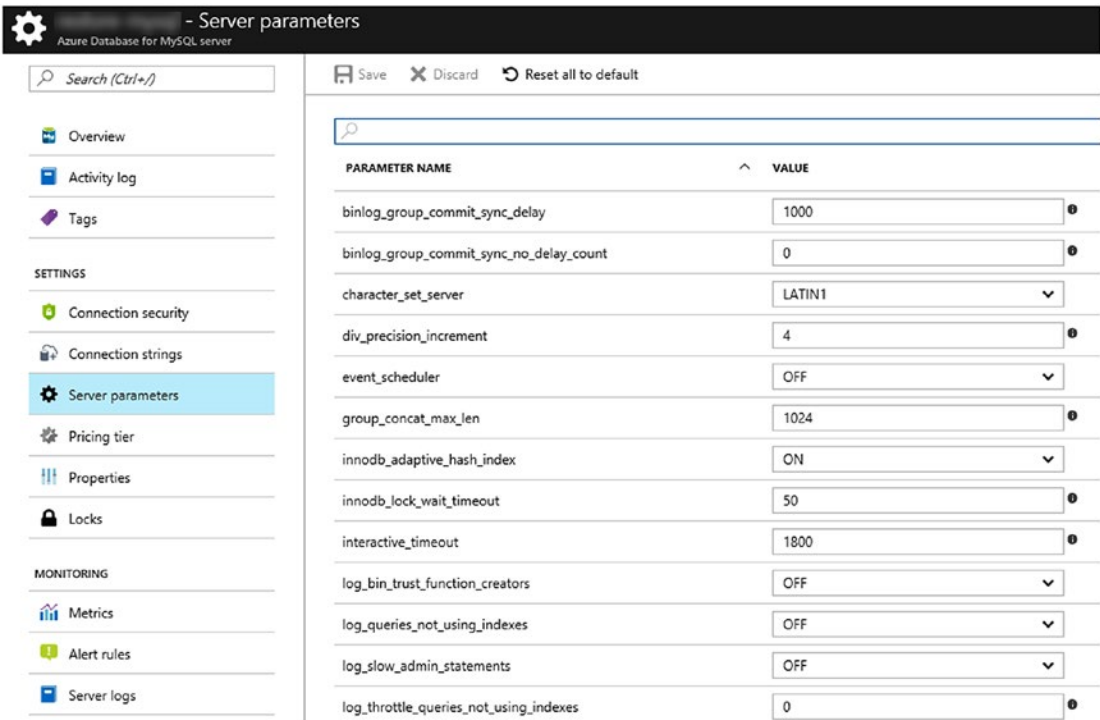 - Server parameters
Azure Database for MySQL server
Search (Ctrl+/)
Overview
Activity log
Tags
SETTINGS
Connection security
Connection strings
Server parameters
Pricing tier
Properties
Locks
MONITORING
Metrics
Alert rules
Server logs
Save Discard Reset all to default
PARAMETER NAME VALUE
binlog_group_commit_sync_delay 1000
binlog_group_commit_sync_no_delay_count 0
character_set_server LATIN1
div_precision_increment 4
event_scheduler OFF
group_concat_max_len 1024
innodb_adaptive_hash_index ON
innodb_lock_wait_timeout 50
interactive_timeout 1800
log_bin_trust_function_creators OFF
log_queries_not_using_indexes OFF
log_slow_admin_statements OFF
log_throttle_queries_not_using_indexes 0